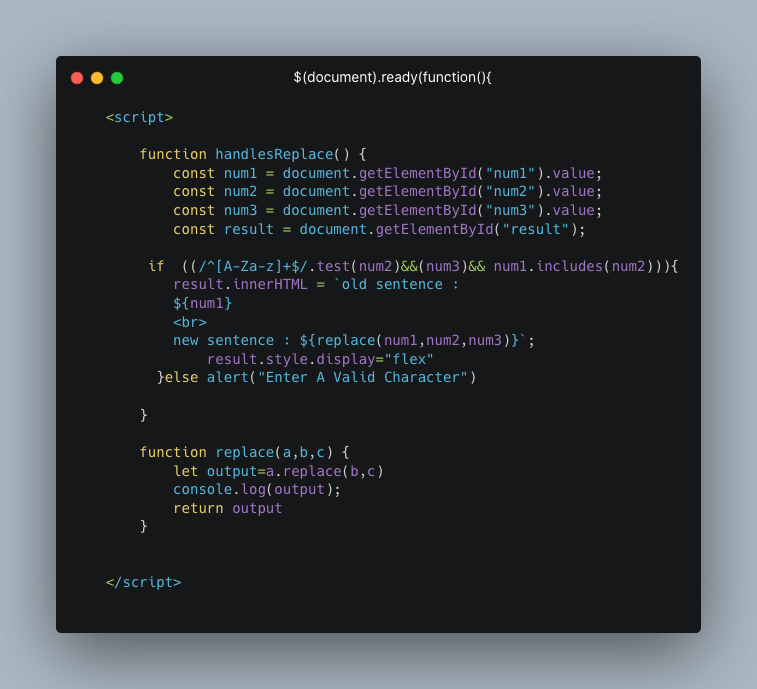 $(document).ready(function(){
<script>
function handlesReplace() {
const num1 = document.getElementById("num1").value;
const num2 = document.getElementById("num2").value;
const num3 = document.getElementById("num3").value;
const result = document.getElementById("result");
if  ((/^[A-Za-z]+$/.test(num2)&&(num3)&& num1.includes(num2))){
result.innerHTML = `old sentence :
${num1}
<br>
new sentence : ${replace(num1,num2,num3)}`;
result.style.display="flex"
}else alert("Enter A Valid Character")
}
function replace(a,b,c) {
let output=a.replace(b,c)
console.log(output);
return output
}
</script>